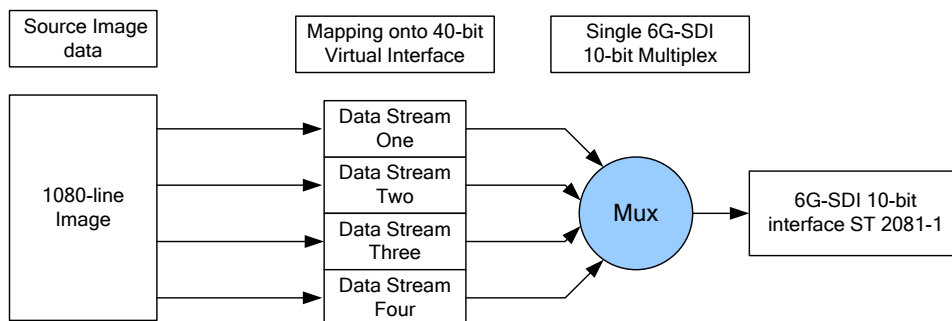 Source Image
data
Mapping onto 40-bit
Virtual Interface
Single 6G-SDI
10-bit Multiplex
1080-line
Image
Data Stream
One
Data Stream
Two
Data Stream
Three
Data Stream
Four
Mux
6G-SDI 10-bit
interface ST 2081-1